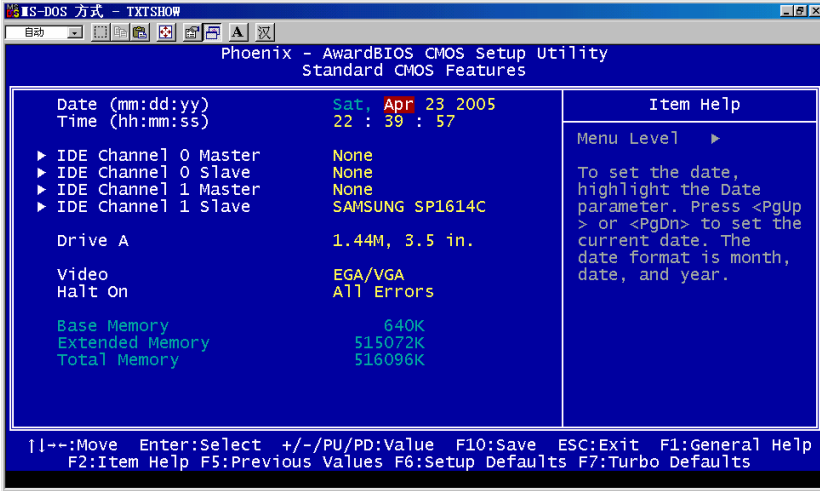 MS-DOS 方式 - TXTSHOW
自动
A 汉
Phoenix - AwardBIOS CMOS Setup Utility
Standard CMOS Features
Date (mm:dd:yy) Sat, Apr 23 2005
Time (hh:mm:ss) 22 : 39 : 57
► IDE Channel 0 Master None
► IDE Channel 0 Slave None
► IDE Channel 1 Master None
► IDE Channel 1 Slave SAMSUNG SP1614C
Drive A 1.44M, 3.5 in.
Video EGA/VGA
Halt On All Errors
Base Memory 640K
Extended Memory 515072K
Total Memory 516096K
Item Help
Menu Level ►
To set the date,
highlight the Date
parameter. Press <PgUp
> or <PgDn> to set the
current date. The
date format is month,
date, and year.
↑↓→←:Move Enter:Select +/-/PU/PD:Value F10:Save ESC:Exit F1:General Help
F2:Item Help F5:Previous Values F6:Setup Defaults F7:Turbo Defaults